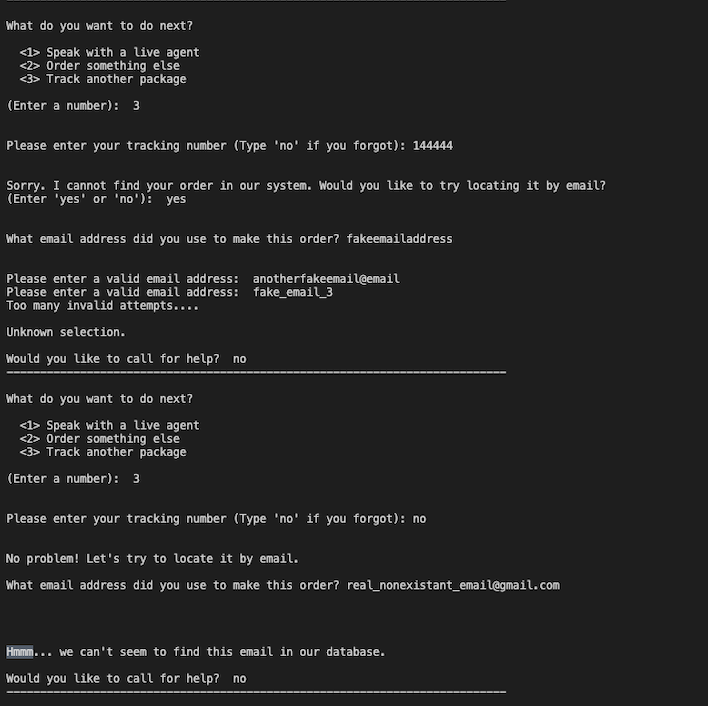 What do you want to do next?
<1> Speak with a live agent
<2> Order something else
<3> Track another package
(Enter a number):  3
Please enter your tracking number (Type 'no' if you forgot): 144444
Sorry. I cannot find your order in our system. Would you like to try locating it by email?
(Enter 'yes' or 'no'):  yes
What email address did you use to make this order? fakeemailaddress
Please enter a valid email address:  anotherfakeemail@email
Please enter a valid email address:  fake_email_3
Too many invalid attempts....
Unknown selection.
Would you like to call for help?  no
What do you want to do next?
<1> Speak with a live agent
<2> Order something else
<3> Track another package
(Enter a number):  3
Please enter your tracking number (Type 'no' if you forgot): no
No problem! Let's try to locate it by email.
What email address did you use to make this order? real_nonexistant_email@gmail.com
Hmmm... we can't seem to find this email in our database.
Would you like to call for help?  no